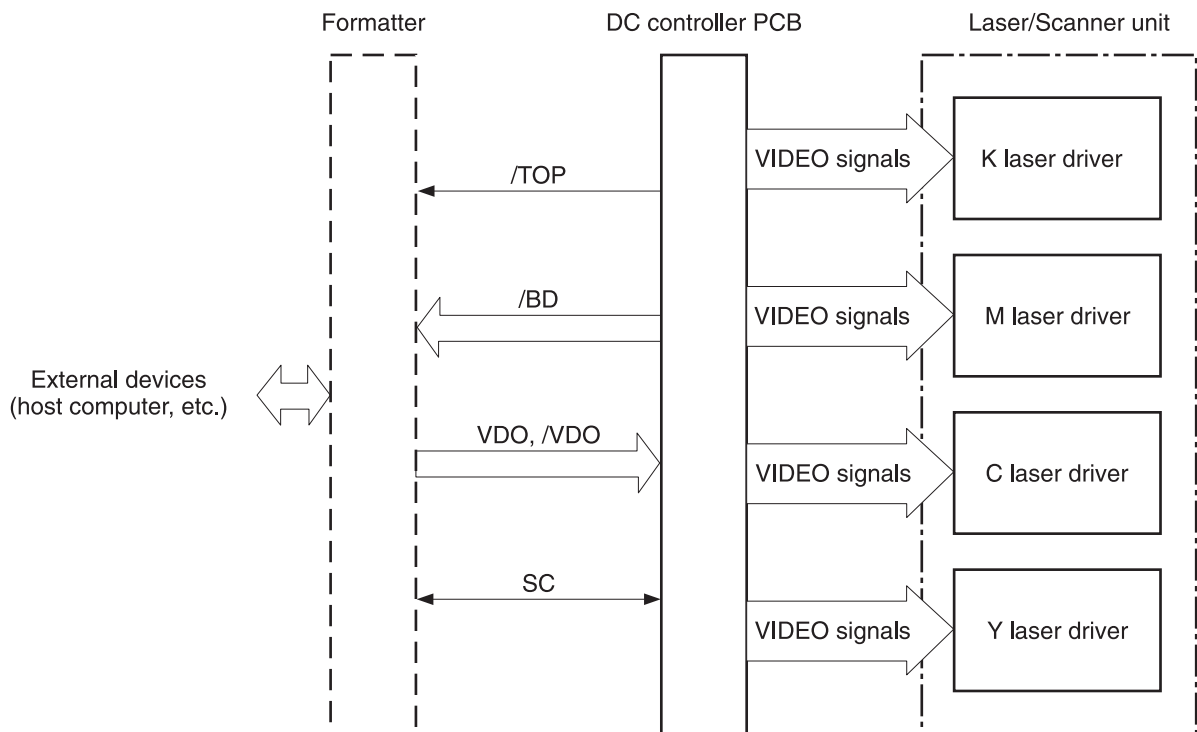 Formatter
DC controller PCB
Laser/Scanner unit
VIDEO signals
K laser driver
/TOP
/BD
VIDEO signals
M laser driver
External devices
(host computer, etc.)
VDO, /VDO
VIDEO signals
C laser driver
SC
VIDEO signals
Y laser driver